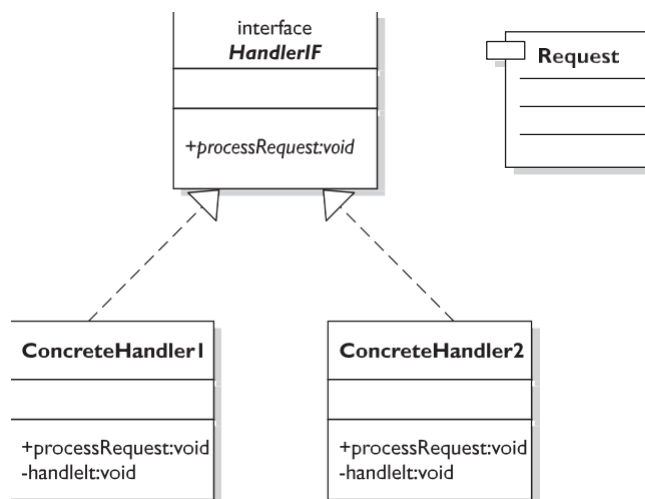 interface
HandlerIF
+processRequest:void
Request
ConcreteHandler1
+processRequest:void
-handleIt:void
ConcreteHandler2
+processRequest:void
-handleIt:void